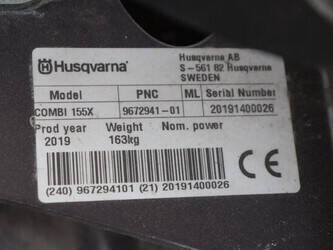 Husqvarna
Husqvarna AB
S-561 82 Huskvarna
SWEDEN
Model PNC ML Serial Number
COMBI 155X 9672941-01 20191400026
Prod year Weight Nom. power
2019 163kg
CE
(240) 967294101 (21) 20191400026